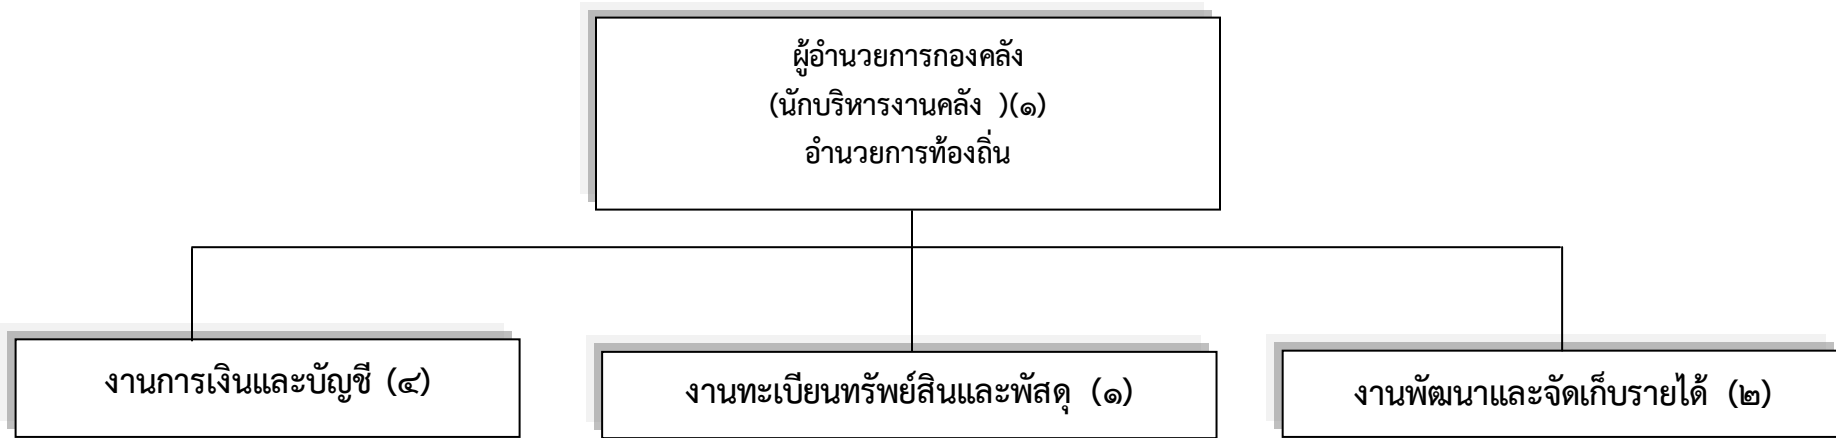 ผู้อำนวยการกองคลัง
(นักบริหารงานคลัง )(๑)
อำนวยการท้องถิ่น
งานการเงินและบัญชี (๔)
งานทะเบียนทรัพย์สินและพัสดุ (๑)
งานพัฒนาและจัดเก็บรายได้ (๒)